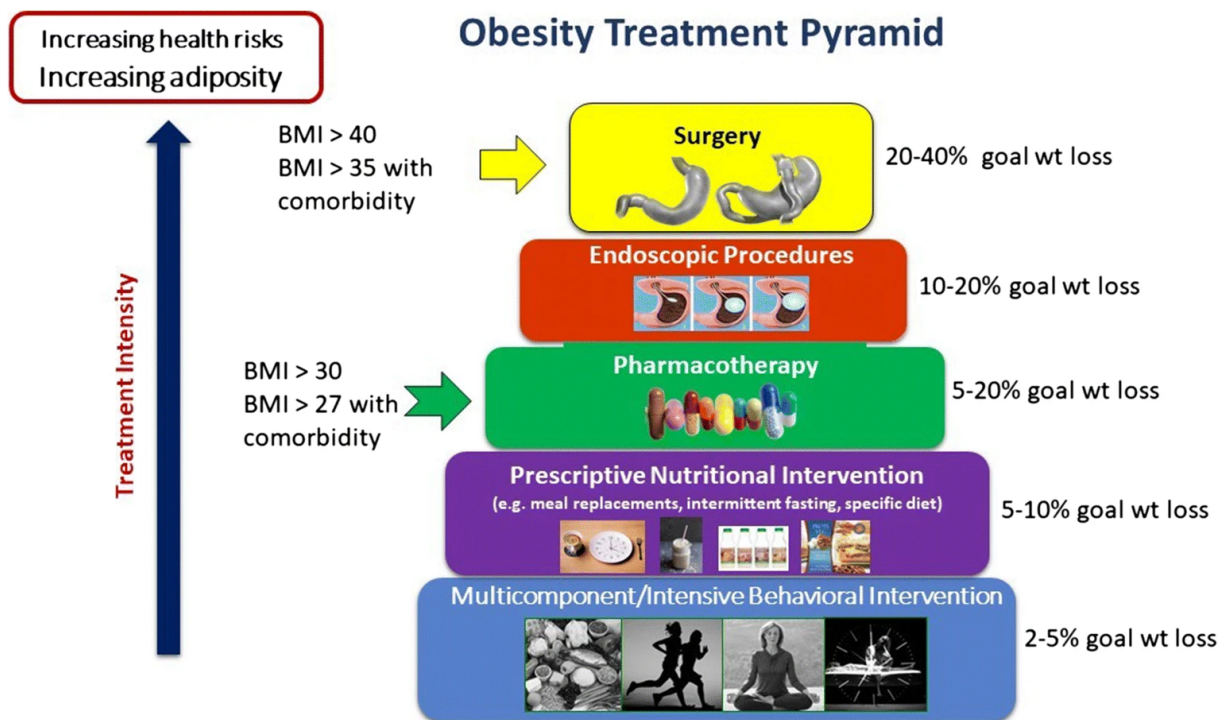 Increasing health risks
Increasing adiposity
Obesity Treatment Pyramid
BMI > 40
BMI > 35 with
comorbidity
Surgery
20-40% goal wt loss
Endoscopic Procedures
10-20% goal wt loss
Treatment Intensity
BMI > 30
BMI > 27 with
comorbidity
Pharmacotherapy
5-20% goal wt loss
Prescriptive Nutritional Intervention
(e.g. meal replacements, intermittent fasting, specific diet)
5-10% goal wt loss
Multicomponent/Intensive Behavioral Intervention
2-5% goal wt loss